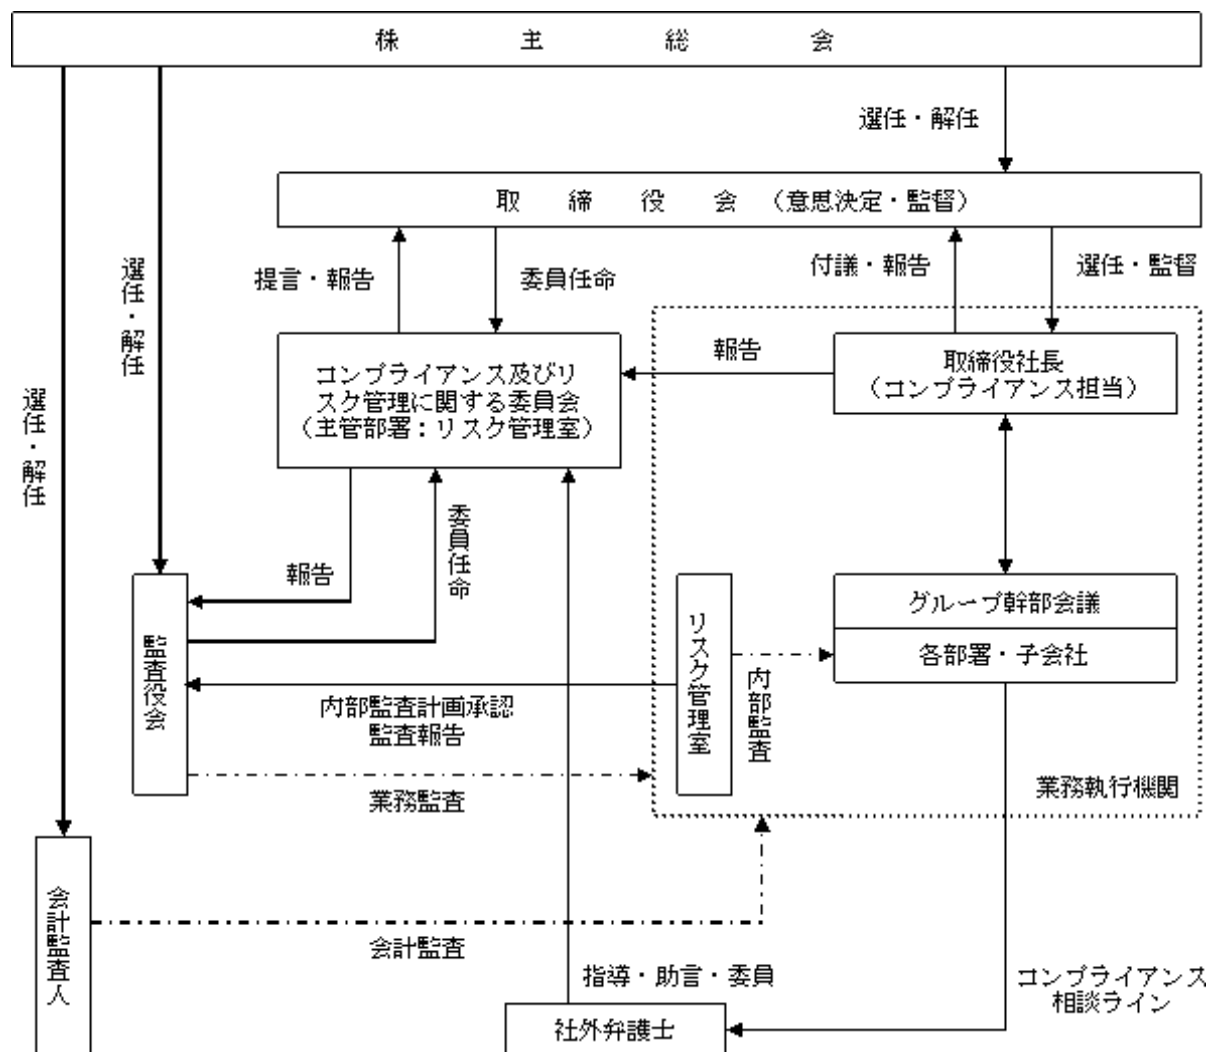 株主総会
選任・解任
取締役会（意思決定・監督）
選任・解任
選任・解任
提言・報告
委員任命
付議・報告
選任・監督
コンプライアンス及びリ
スク管理に関する委員会
（主管部署：リスク管理室）
報告
取締役社長
（コンプライアンス担当）
報告
委員任命
監査役会
リスク管理室
内部監査
グループ幹部会議
各部署・子会社
内部監査計画承認
監査報告
業務監査
業務執行機関
会計監査人
会計監査
指導・助言・委員
社外弁護士
コンプライアンス
相談ライン